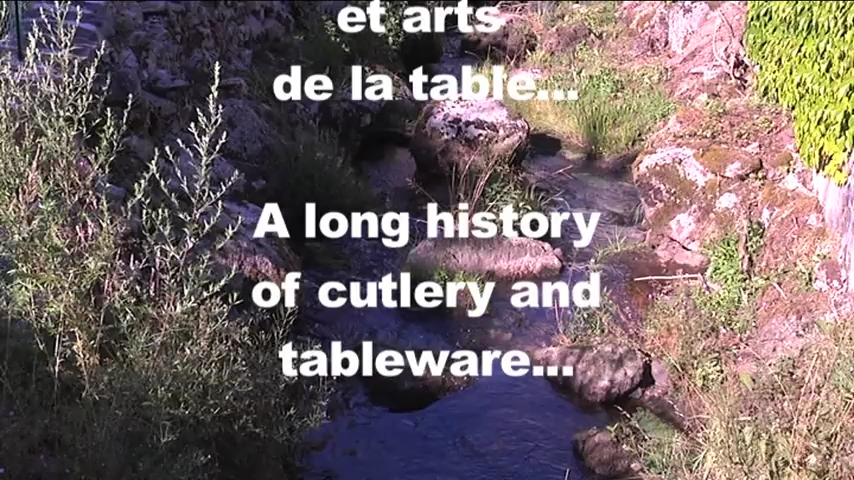 et arts
de la table...
A long history
of cutlery and
tableware...